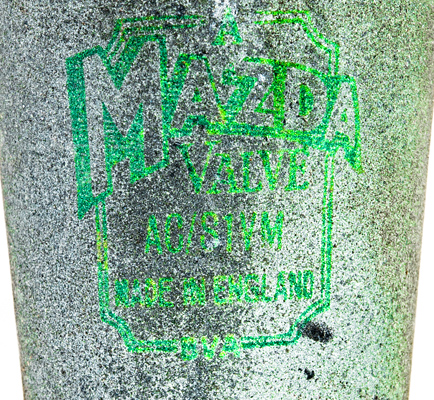 A
MAZDA
VALVE
AC/S1VM
MADE IN ENGLAND
BVA